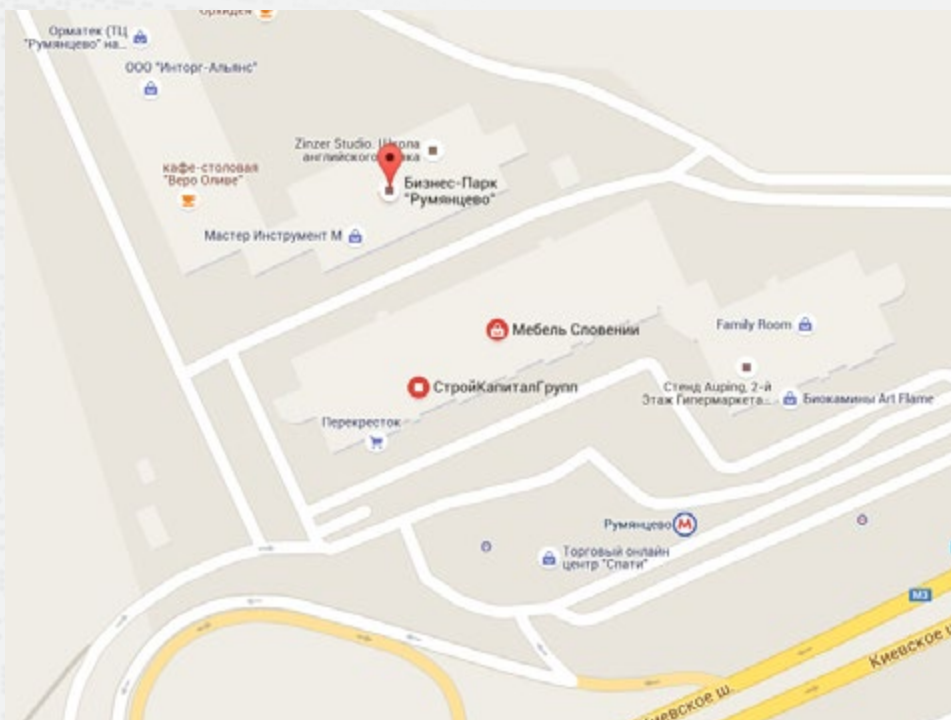 Орхидея
Орматек (ТЦ
"Румянцево" на...
ООО "Инторг-Альянс"
Zinzer Studio. Школа
английского
кафе-столовая
"Веро Оливе"
Бизнес-Парк
"Румянцево"
Мастер Инструмент М
Мебель Словении
Family Room
СтройКапиталГрупп
Стенд Auping, 2-й
Этаж Гипермаркета...
Биокамины Art Flame
Перекресток
Румянцево
М
Торговый онлайн
центр "Спати"
М3
Киевское ш.
Киевское ш.